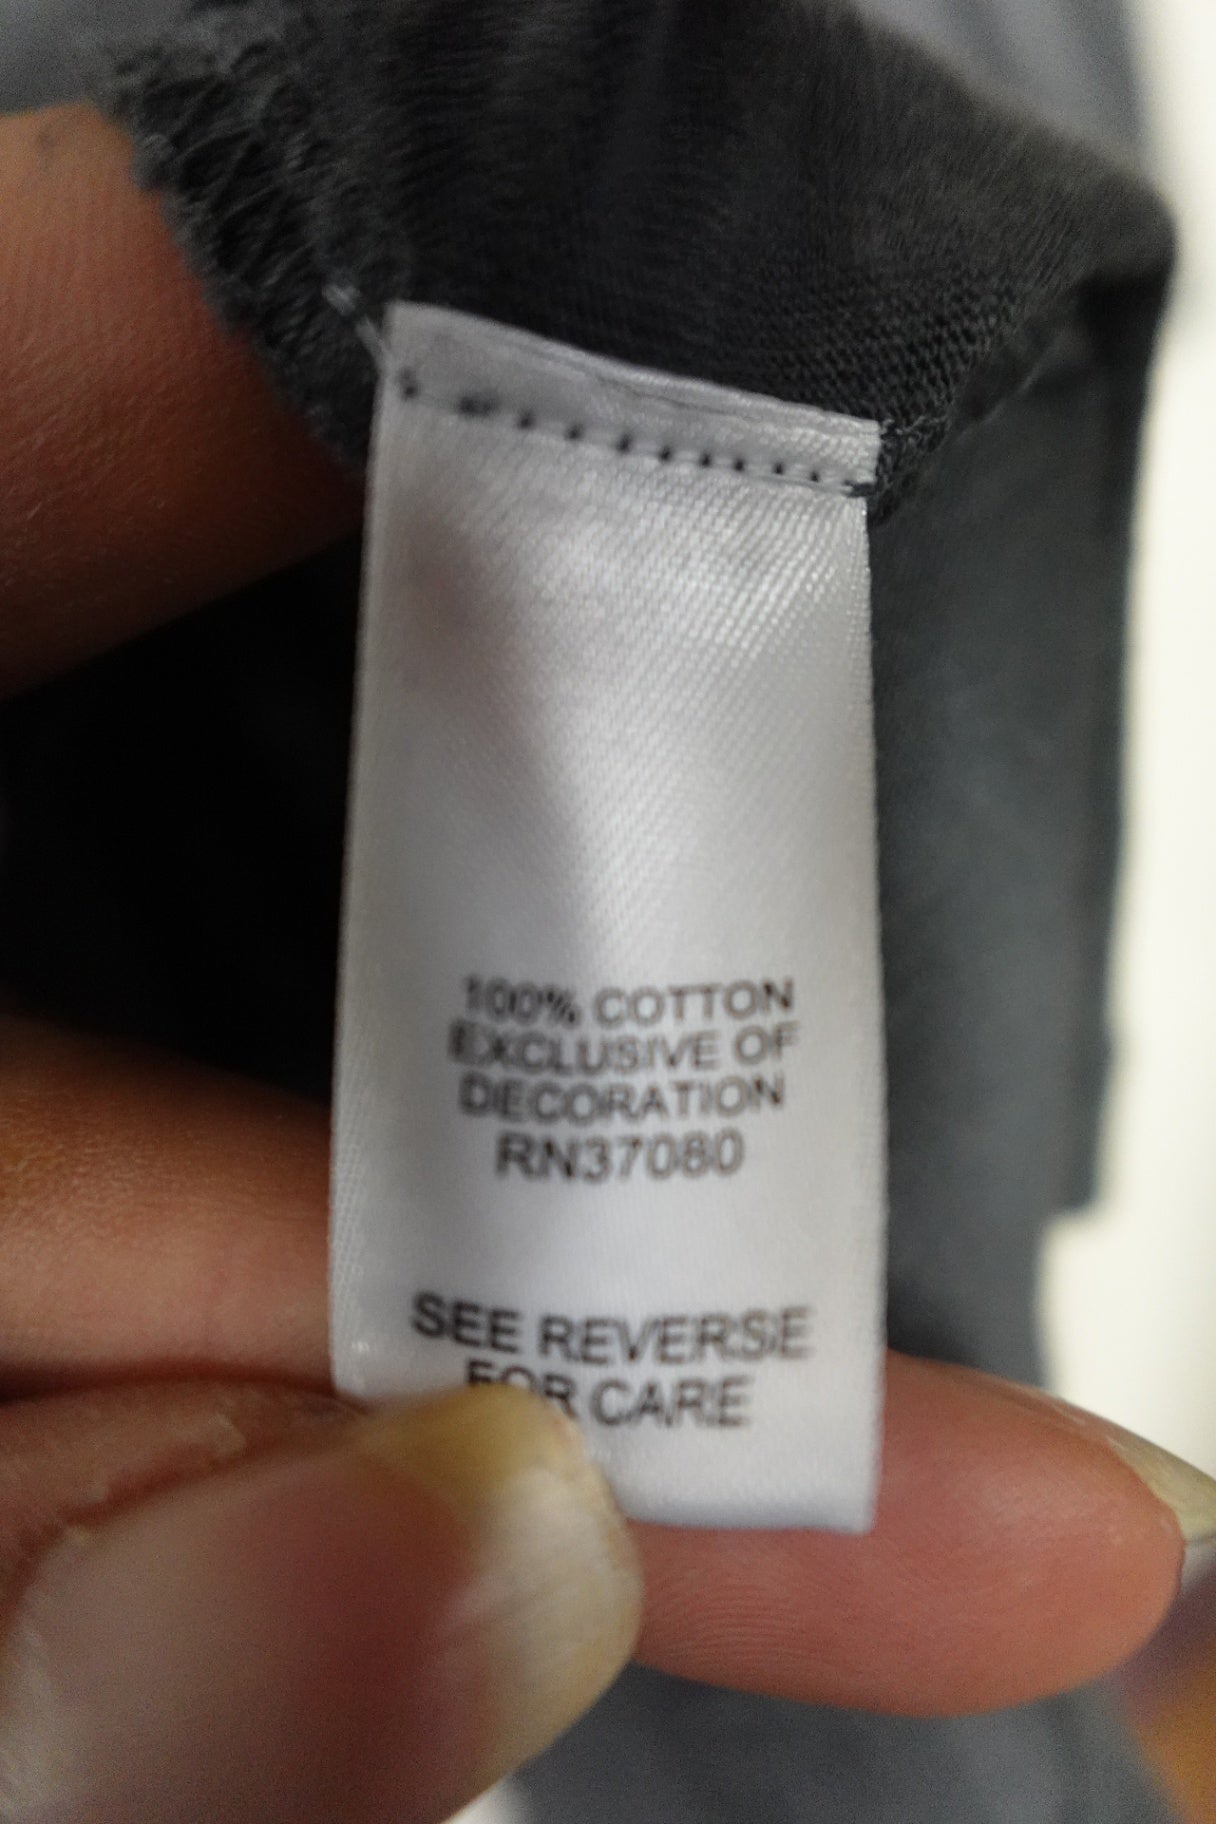 100% COTTON
EXCLUSIVE OF
DECORATION
RN37080
SEE REVERSE
FOR CARE